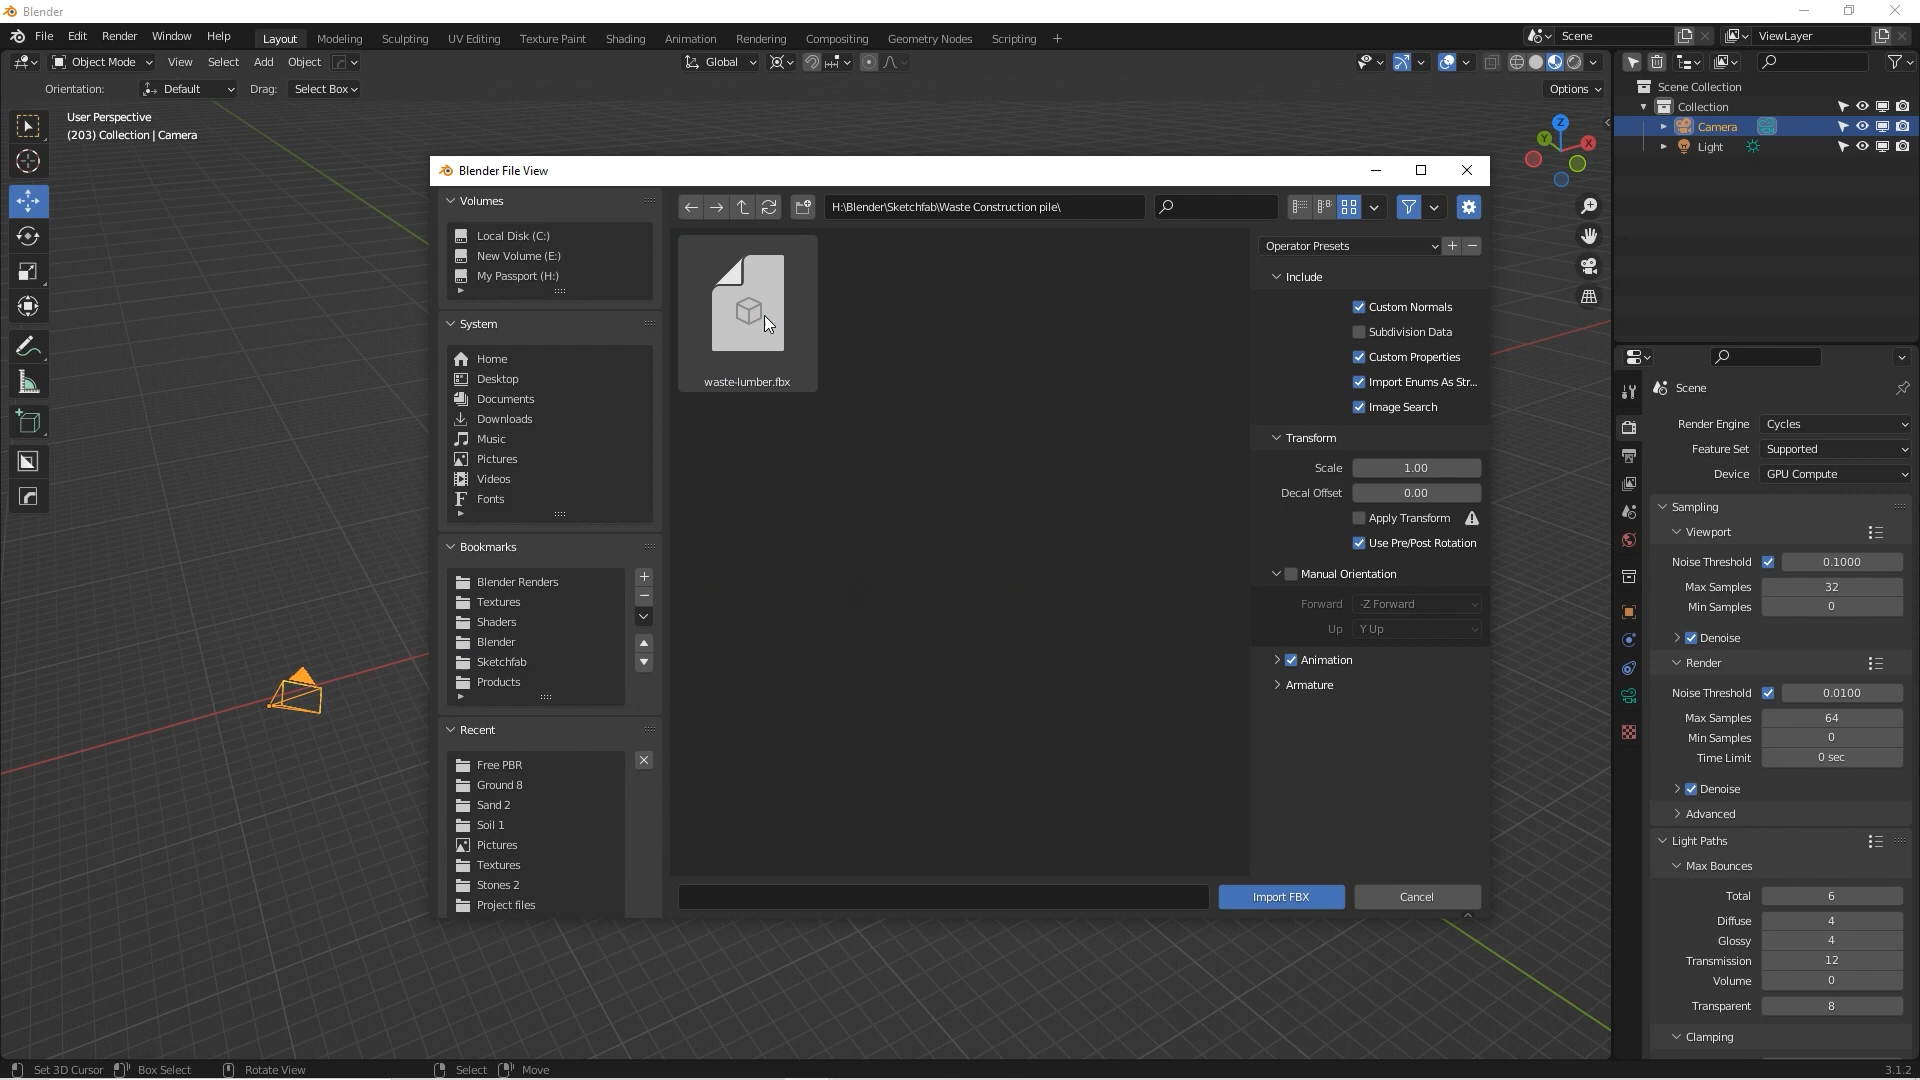 Blender
File Edit Render Window Help Layout Modeling Sculpting UV Editing Texture Paint Shading Animation Rendering Compositing Geometry Nodes Scripting + Scene ViewLayer
Object Mode View Select Add Object Global
Orientation: Default Drag: Select Box Options
User Perspective
(203) Collection | Camera
Z
Y
X
Scene Collection
Collection
Camera
Light
Blender File View
Volumes
Local Disk (C:)
New Volume (E:)
My Passport (H:)
System
Home
Desktop
Documents
Downloads
Music
Pictures
Videos
Fonts
Bookmarks
Blender Renders
Textures
Shaders
Blender
Sketchfab
Products
Recent
Free PBR
Ground 8
Sand 2
Soil 1
Pictures
Textures
Stones 2
Project files
H:\Blender\Sketchfab\Waste Construction pile\
waste-lumber.fbx
Operator Presets
Include
Custom Normals
Subdivision Data
Custom Properties
Import Enums As Str...
Image Search
Transform
Scale 1.00
Decal Offset 0.00
Apply Transform
Use Pre/Post Rotation
Manual Orientation
Forward -Z Forward
Up Y Up
Animation
Armature
Import FBX Cancel
Scene
Render Engine Cycles
Feature Set Supported
Device GPU Compute
Sampling
Viewport
Noise Threshold 0.1000
Max Samples 32
Min Samples 0
Denoise
Render
Noise Threshold 0.0100
Max Samples 64
Min Samples 0
Time Limit 0 sec
Denoise
Advanced
Light Paths
Max Bounces
Total 6
Diffuse 4
Glossy 4
Transmission 12
Volume 0
Transparent 8
Clamping
Set 3D Cursor Box Select Rotate View Select Move 3.1.2